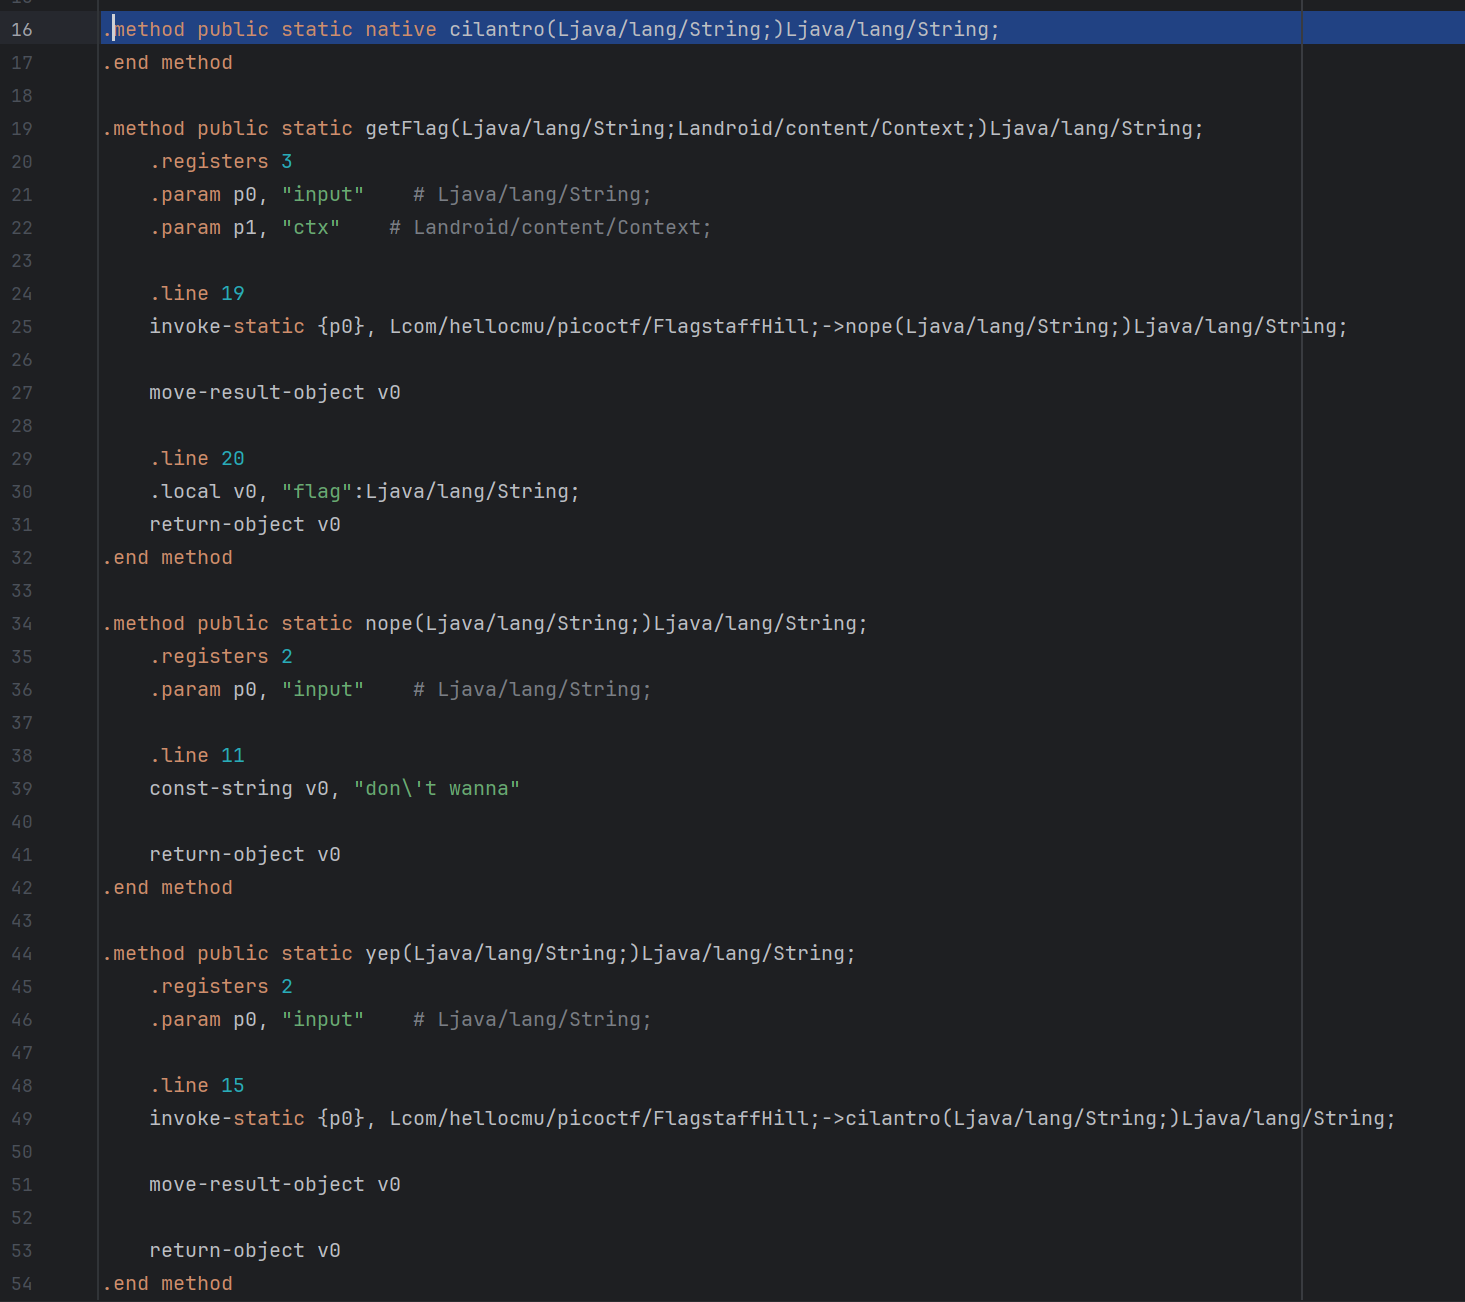 16 .method public static native cilantro(Ljava/lang/String;)Ljava/lang/String;
17 .end method
18
19 .method public static getFlag(Ljava/lang/String;Landroid/content/Context;)Ljava/lang/String;
20     .registers 3
21     .param p0, "input"    # Ljava/lang/String;
22     .param p1, "ctx"    # Landroid/content/Context;
23
24     .line 19
25     invoke-static {p0}, Lcom/hellocmu/picoctf/FlagstaffHill;->nope(Ljava/lang/String;)Ljava/lang/String;
26
27     move-result-object v0
28
29     .line 20
30     .local v0, "flag":Ljava/lang/String;
31     return-object v0
32 .end method
33
34 .method public static nope(Ljava/lang/String;)Ljava/lang/String;
35     .registers 2
36     .param p0, "input"    # Ljava/lang/String;
37
38     .line 11
39     const-string v0, "don\'t wanna"
40
41     return-object v0
42 .end method
43
44 .method public static yep(Ljava/lang/String;)Ljava/lang/String;
45     .registers 2
46     .param p0, "input"    # Ljava/lang/String;
47
48     .line 15
49     invoke-static {p0}, Lcom/hellocmu/picoctf/FlagstaffHill;->cilantro(Ljava/lang/String;)Ljava/lang/String;
50
51     move-result-object v0
52
53     return-object v0
54 .end method